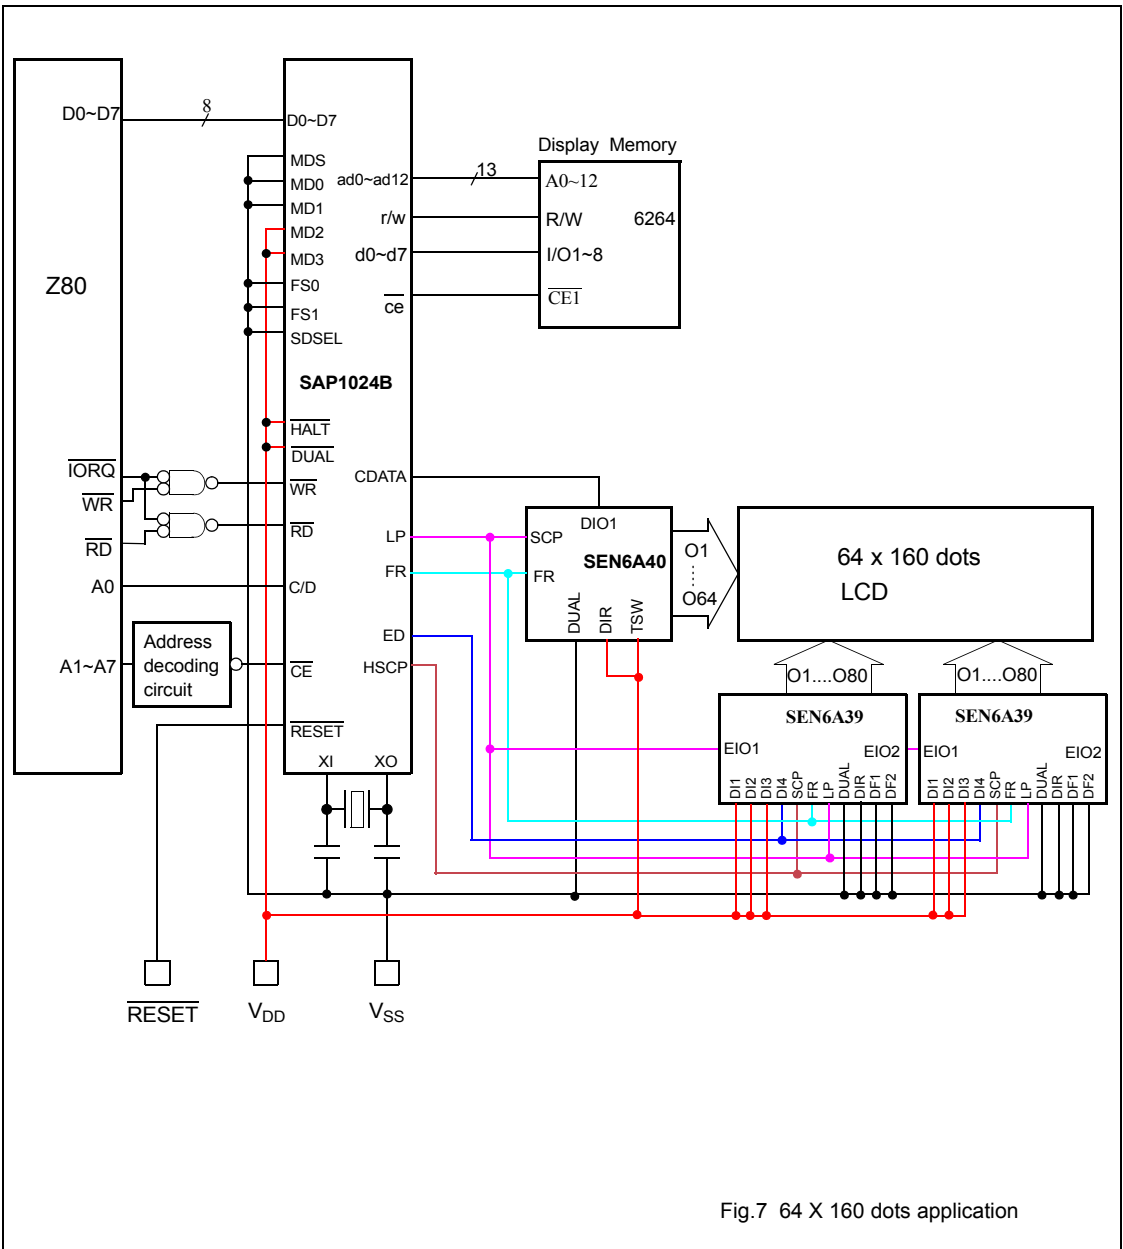 Z80
D0~D7
IORQ
WR
RD
A0
A1~A7
8
Address
decoding
circuit
D0~D7
MDS
MD0
MD1
MD2
MD3
FS0
FS1
SDSEL
SAP1024B
HALT
DUAL
WR
RD
C/D
CE
RESET
XI
XO
ad0~ad12
r/w
d0~d7
ce
CDATA
LP
FR
ED
HSCP
13
Display Memory
A0~12
R/W
6264
I/O1~8
CE1
DIO1
SCP
SEN6A40
FR
DUAL
DIR
TSW
O1
......
O64
64 x 160 dots
LCD
O1....O80
O1....O80
SEN6A39
EIO1
EIO2
DI1
DI2
DI3
DI4
SCP
FR
LP
DUAL
DIR
DF1
DF2
SEN6A39
EIO1
EIO2
DI1
DI2
DI3
DI4
SCP
FR
LP
DUAL
DIR
DF1
DF2
RESET
VDD
VSS
Fig.7 64 X 160 dots application